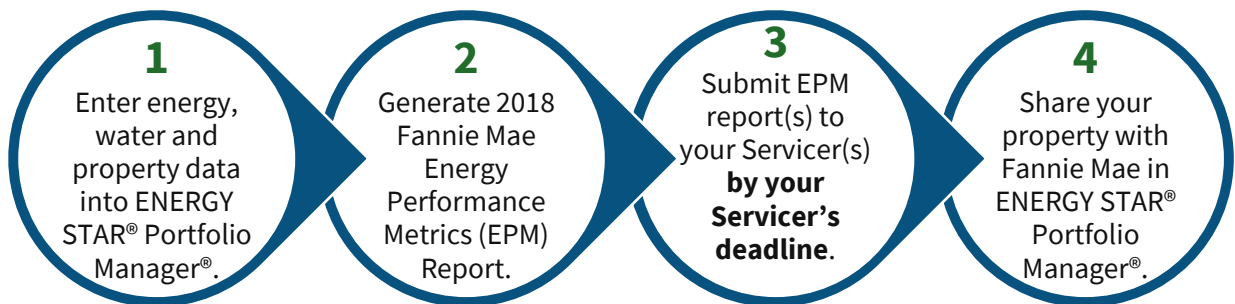 1
Enter energy,
water and
property data
into ENERGY
STAR® Portfolio
Manager®.
2
Generate 2018
Fannie Mae
Energy
Performance
Metrics (EPM)
Report.
3
Submit EPM
report(s) to
your Servicer(s)
by your
Servicer’s
deadline.
4
Share your
property with
Fannie Mae in
ENERGY STAR®
Portfolio
Manager®.